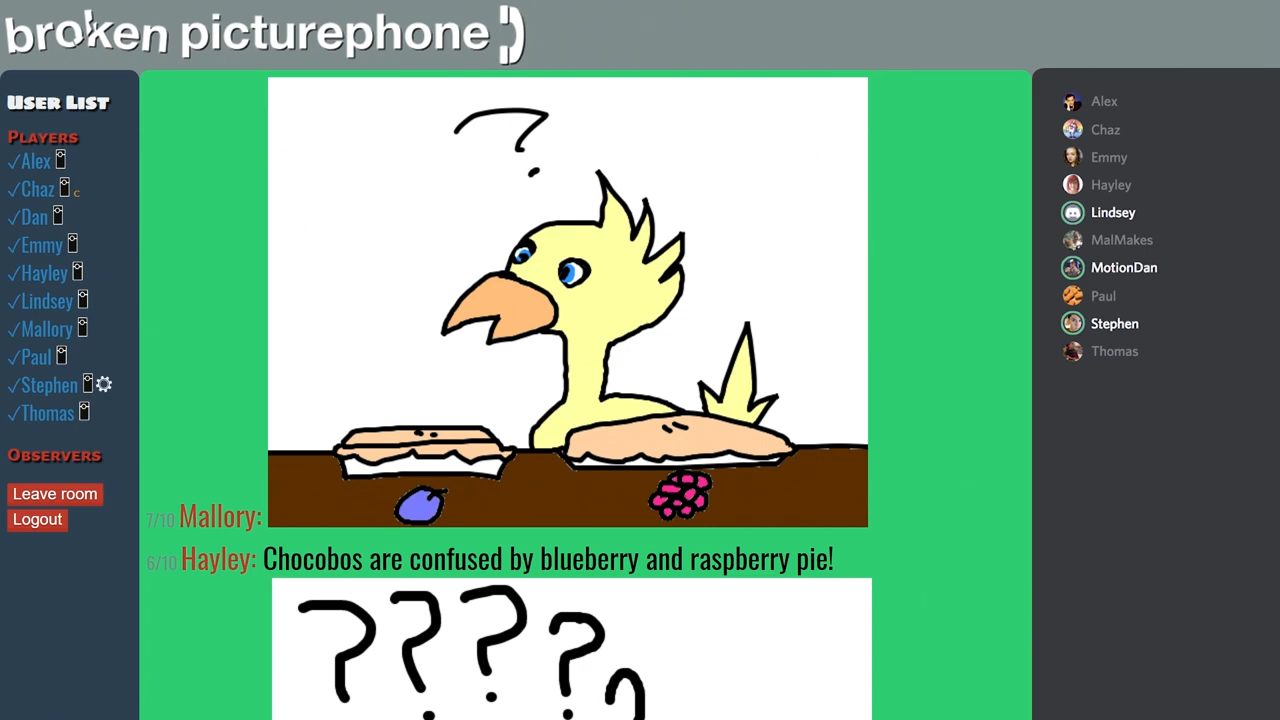 broken picturephone
User List
Players
✓Alex
✓Chaz c
✓Dan
✓Emmy
✓Hayley
✓Lindsey
✓Mallory
✓Paul
✓Stephen
✓Thomas
Observers
Leave room
Logout
?
7/10 Mallory:
6/10 Hayley: Chocobos are confused by blueberry and raspberry pie!
? ? ? ? ?
Alex
Chaz
Emmy
Hayley
Lindsey
MalMakes
MotionDan
Paul
Stephen
Thomas